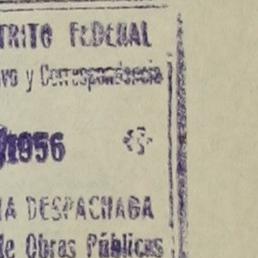 TRITO FEDERAL
vo y Correspondencia
/1956
IA DESPACHADA
de Obras Públicas